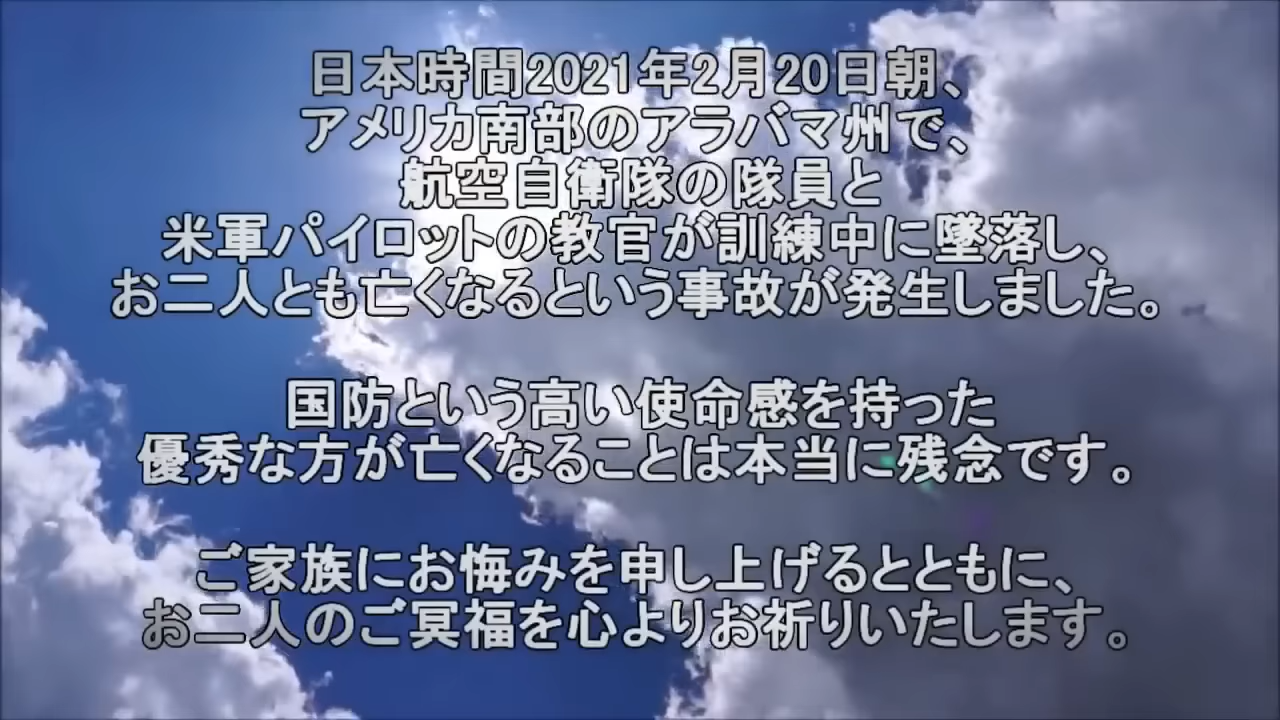 日本時間2021年2月20日朝、
アメリカ南部のアラバマ州で、
航空自衛隊の隊員と
米軍パイロットの教官が訓練中に墜落し、
お二人とも亡くなるという事故が発生しました。
国防という高い使命感を持った
優秀な方が亡くなることは本当に残念です。
ご家族にお悔みを申し上げるとともに、
お二人のご冥福を心よりお祈りいたします。